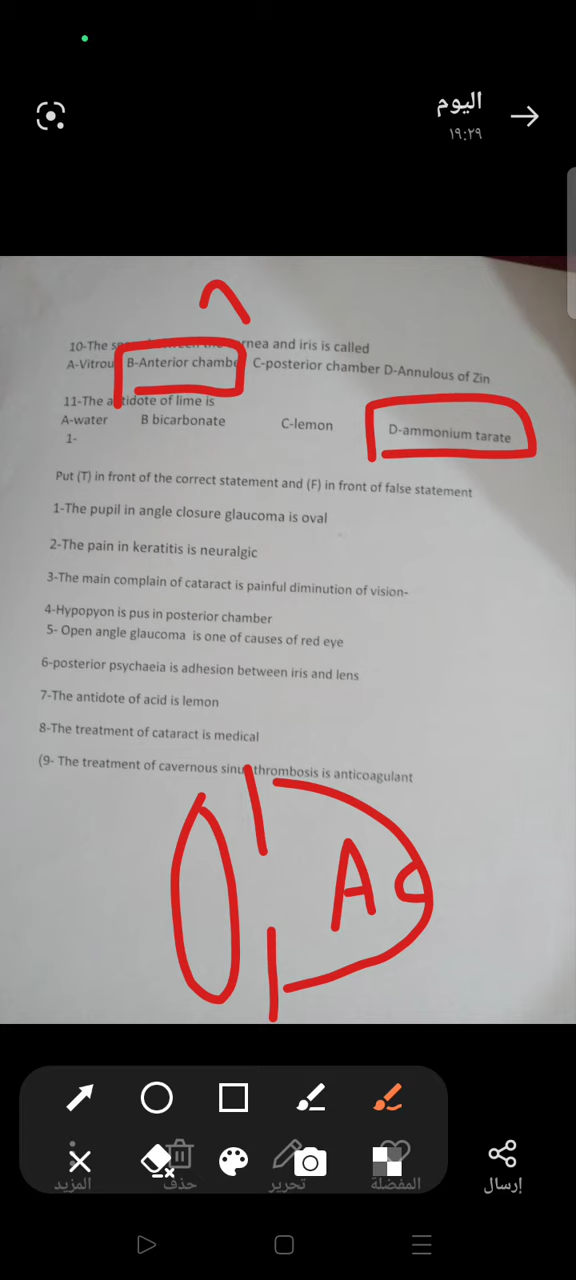 اليوم
١٩:٢٩
10-The between the rnea and iris is called
A-Vitrou B-Anterior chambe C-posterior chamber D-Annulous of Zin
11-The a tidote of lime is
A-water B bicarbonate C-lemon D-ammonium tarate
1-
Put (T) in front of the correct statement and (F) in front of false statement
1-The pupil in angle closure glaucoma is oval
2-The pain in keratitis is neuralgic
3-The main complain of cataract is painful diminution of vision-
4-Hypopyon is pus in posterior chamber
5- Open angle glaucoma is one of causes of red eye
6-posterior psychaeia is adhesion between iris and lens
7-The antidote of acid is lemon
8-The treatment of cataract is medical
(9- The treatment of cavernous sinu thrombosis is anticoagulant
A
المزيد
حذف
تحرير
المفضلة
إرسال